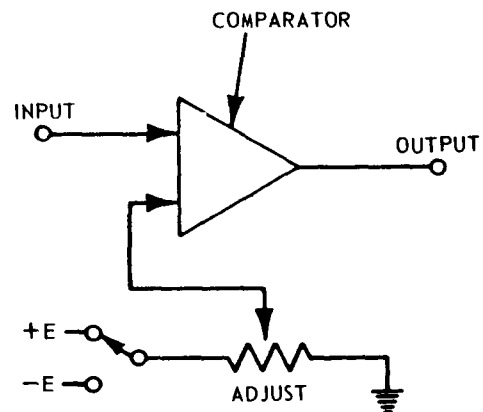 COMPARATOR
INPUT
OUTPUT
+E
-E
ADJUST